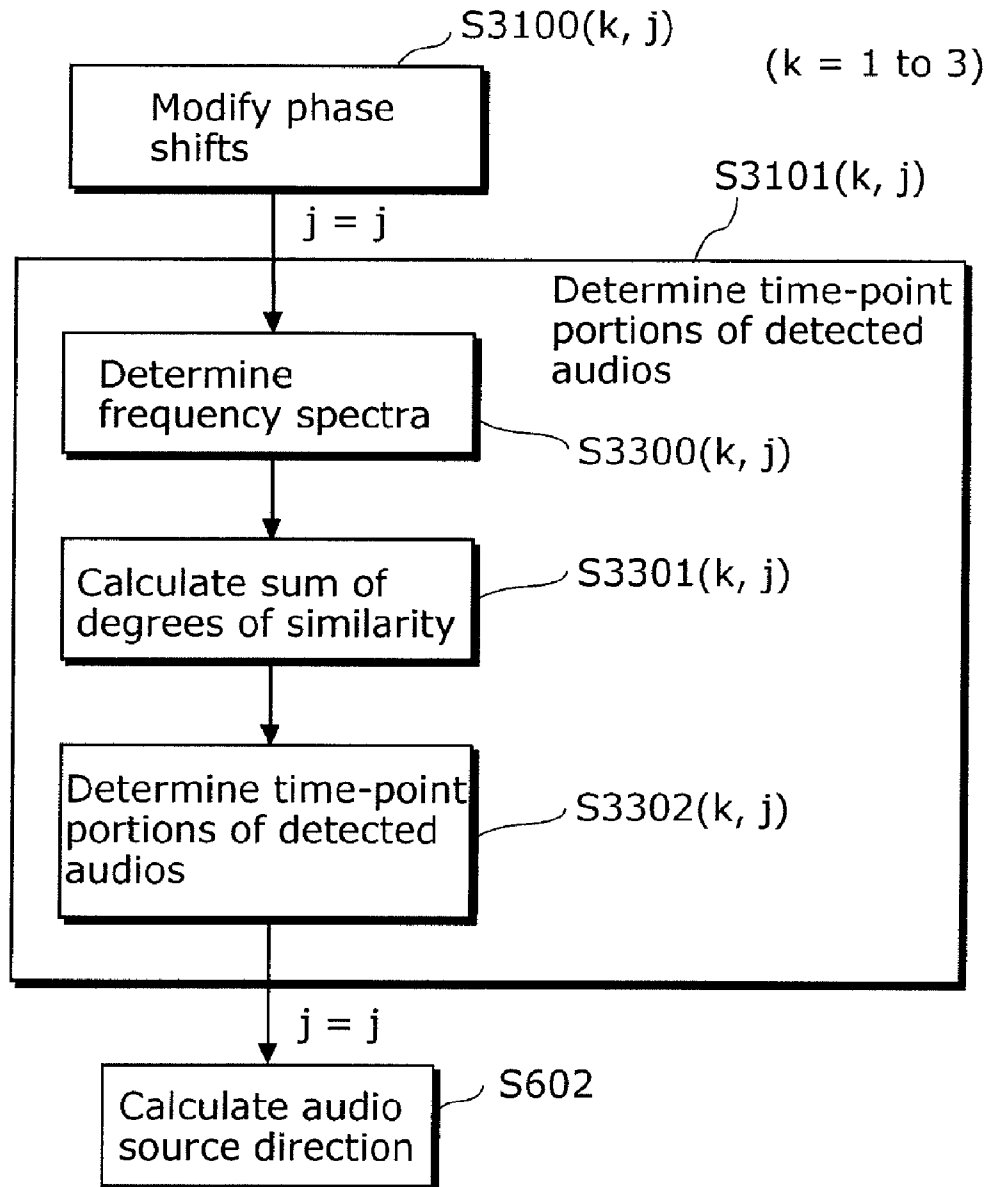 S3100(k, j)
(k = 1 to 3)
Modify phase
shifts
S3101(k, j)
j = j
Determine time-point
portions of detected
audios
Determine
frequency spectra
S3300(k, j)
Calculate sum of
degrees of similarity
S3301(k, j)
Determine time-point
portions of detected
audios
S3302(k, j)
j = j
S602
Calculate audio
source direction